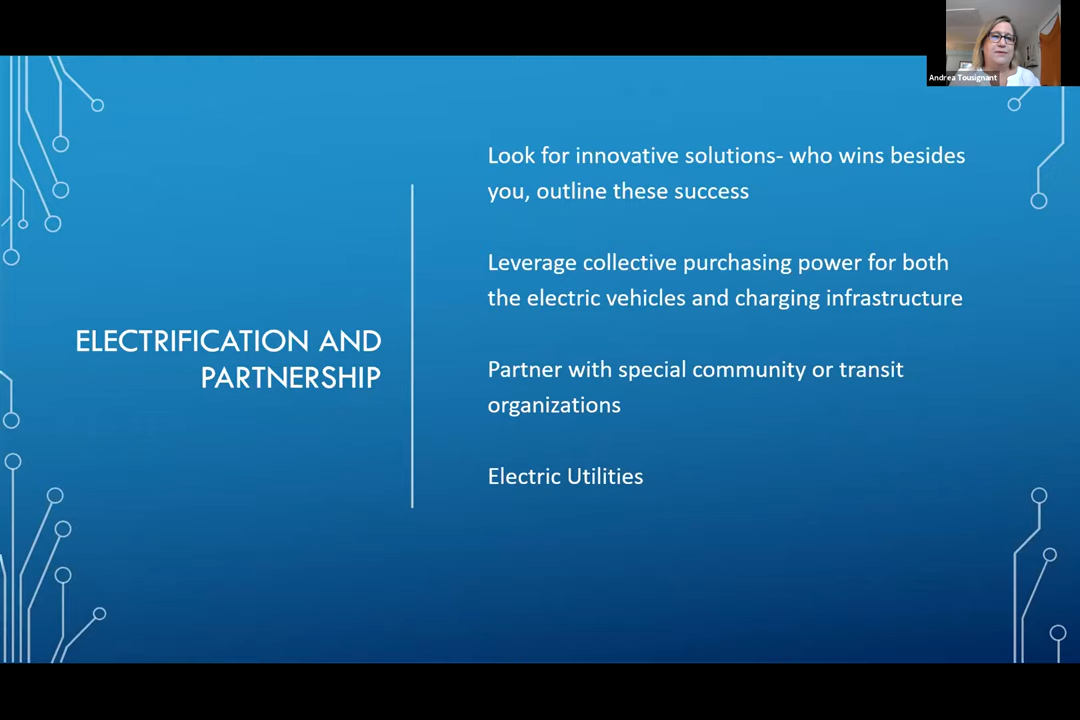 Andrea Tousignant
ELECTRIFICATION AND
PARTNERSHIP
Look for innovative solutions- who wins besides
you, outline these success
Leverage collective purchasing power for both
the electric vehicles and charging infrastructure
Partner with special community or transit
organizations
Electric Utilities